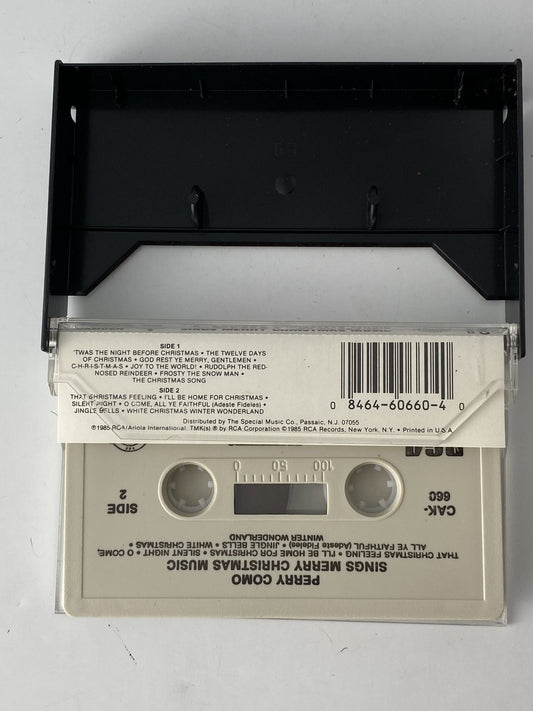 SIDE 1
'TWAS THE NIGHT BEFORE CHRISTMAS • THE TWELVE DAYS
OF CHRISTMAS • GOD REST YE MERRY, GENTLEMEN •
C-H-R-I-S-T-M-A-S • JOY TO THE WORLD! • RUDOLPH THE RED-
NOSED REINDEER • FROSTY THE SNOW MAN •
THE CHRISTMAS SONG
SIDE 2
THAT CHRISTMAS FEELING • I'LL BE HOME FOR CHRISTMAS •
SILENT NIGHT • O COME, ALL YE FAITHFUL (Adeste Fideles) •
JINGLE BELLS • WHITE CHRISTMAS WINTER WONDERLAND
0 8464-60660-4 0
Distributed by The Special Music Co., Passaic, N.J. 07055
©1985 RCA/Ariola International. TMK(s) ® by RCA Corporation ©1985 RCA Records, New York, N.Y. • Printed in U.S.A.
PERRY COMO
SINGS MERRY CHRISTMAS MUSIC
THAT CHRISTMAS FEELING • I'LL BE HOME FOR CHRISTMAS • SILENT NIGHT O COME,
ALL YE FAITHFUL (Adeste Fideles) • JINGLE BELLS • WHITE CHRISTMAS •
WINTER WONDERLAND
CAK-
660
SIDE
2
100 50 0
RCA